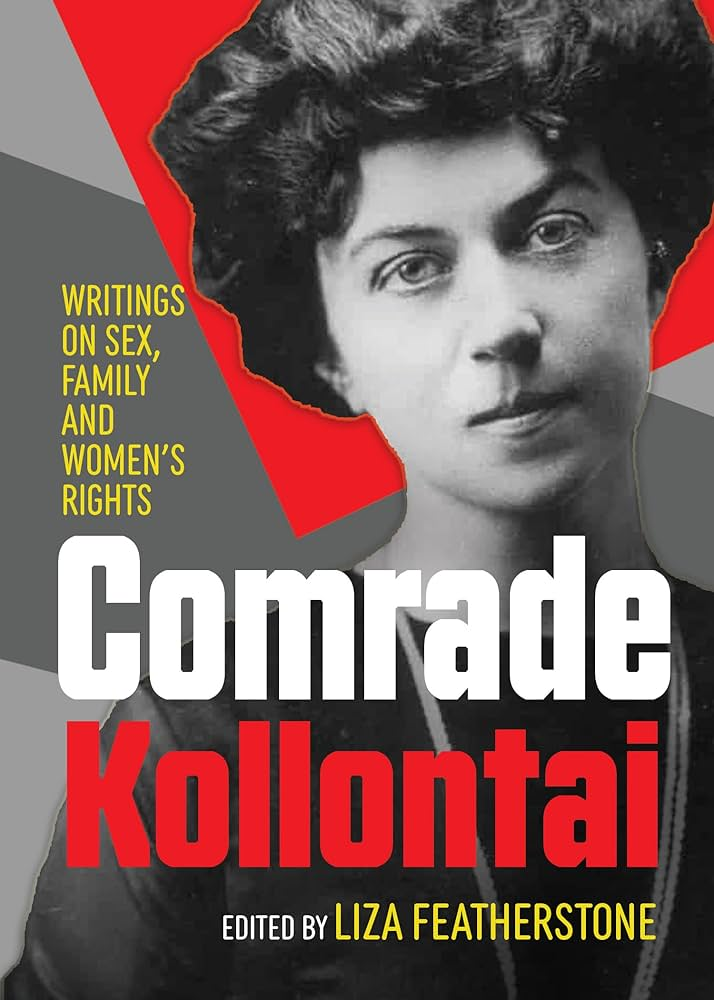 WRITINGS
ON SEX,
FAMILY
AND
WOMEN'S
RIGHTS
Comrade
Kollontai
EDITED BY LIZA FEATHERSTONE